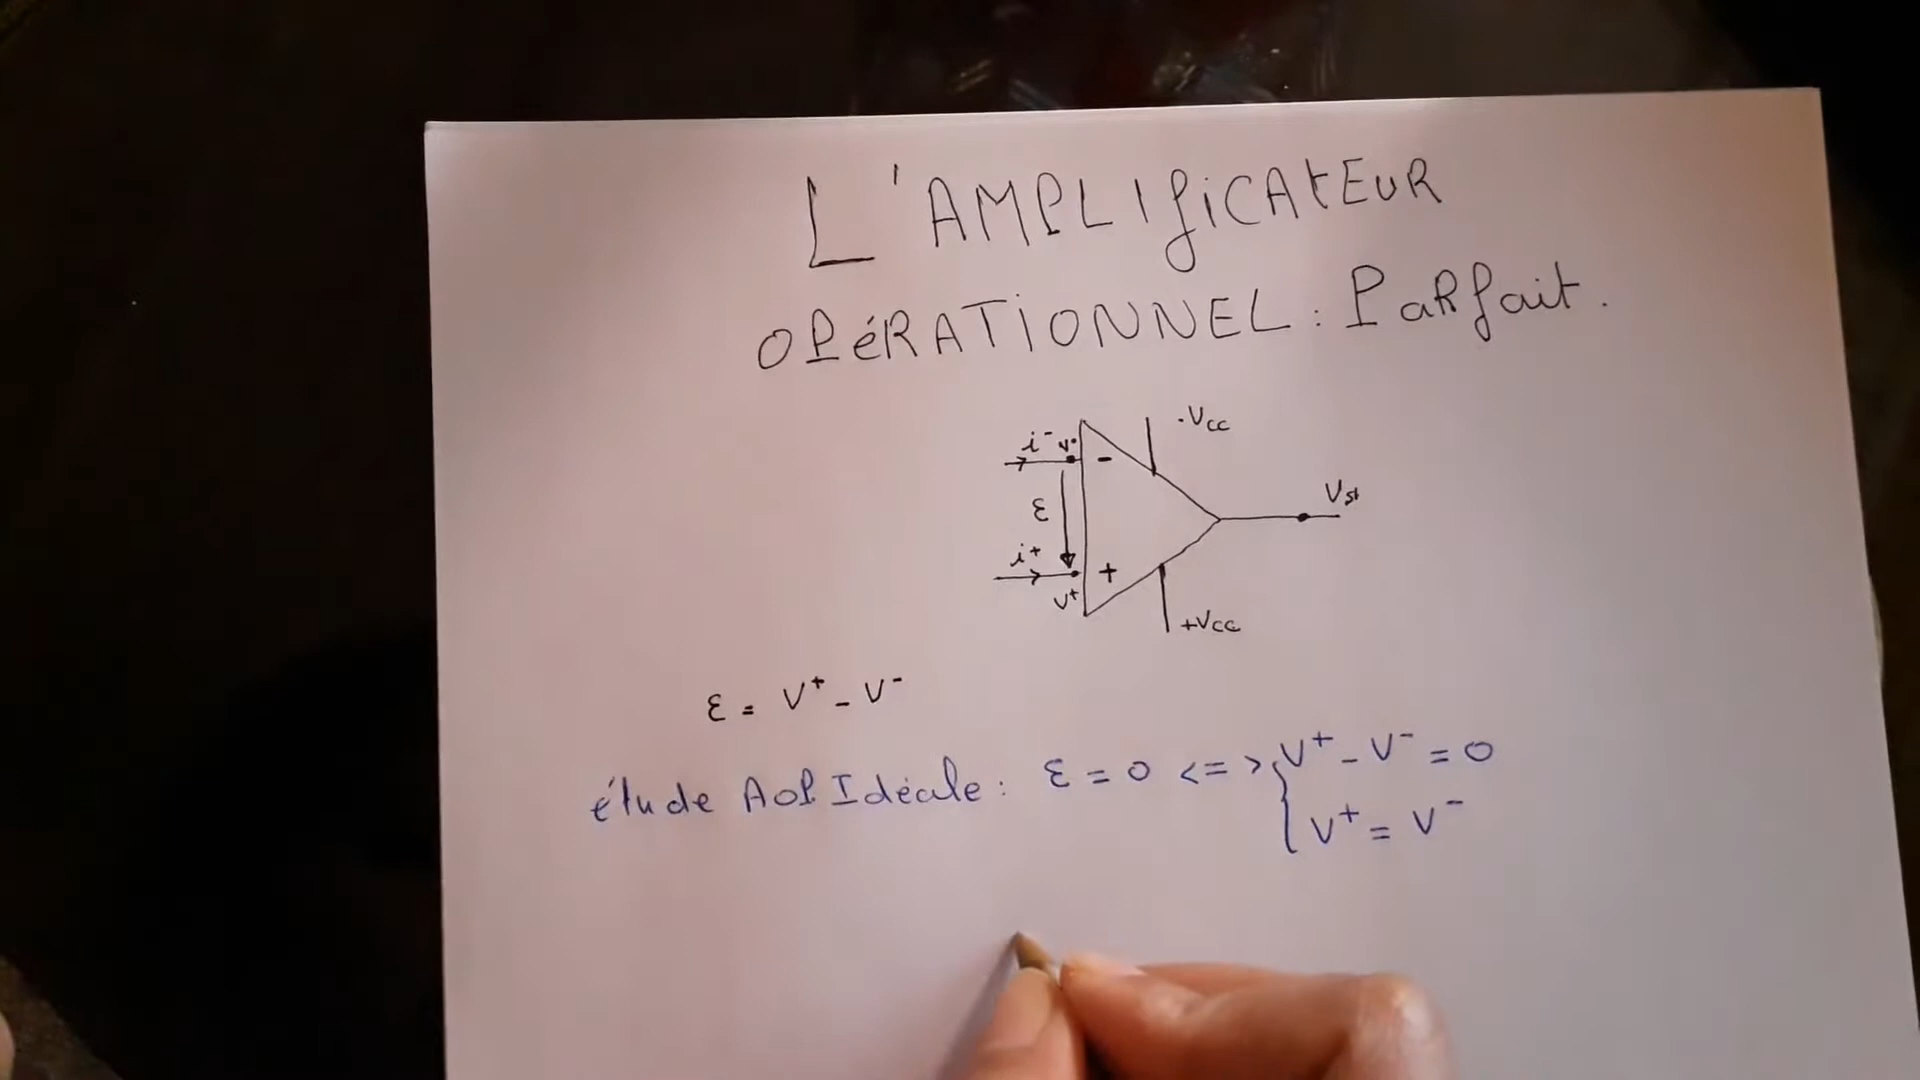 L'AMPLIfiCAtEUR
OPéRATiONNEL : PaRfait.
-Vcc
i⁻ V⁻
-
Vst
ε
i⁺
+
V⁺
+Vcc
ε = V⁺ - V⁻
étude AOP Idéale : ε = 0 <=> { V⁺ - V⁻ = 0
V⁺ = V⁻